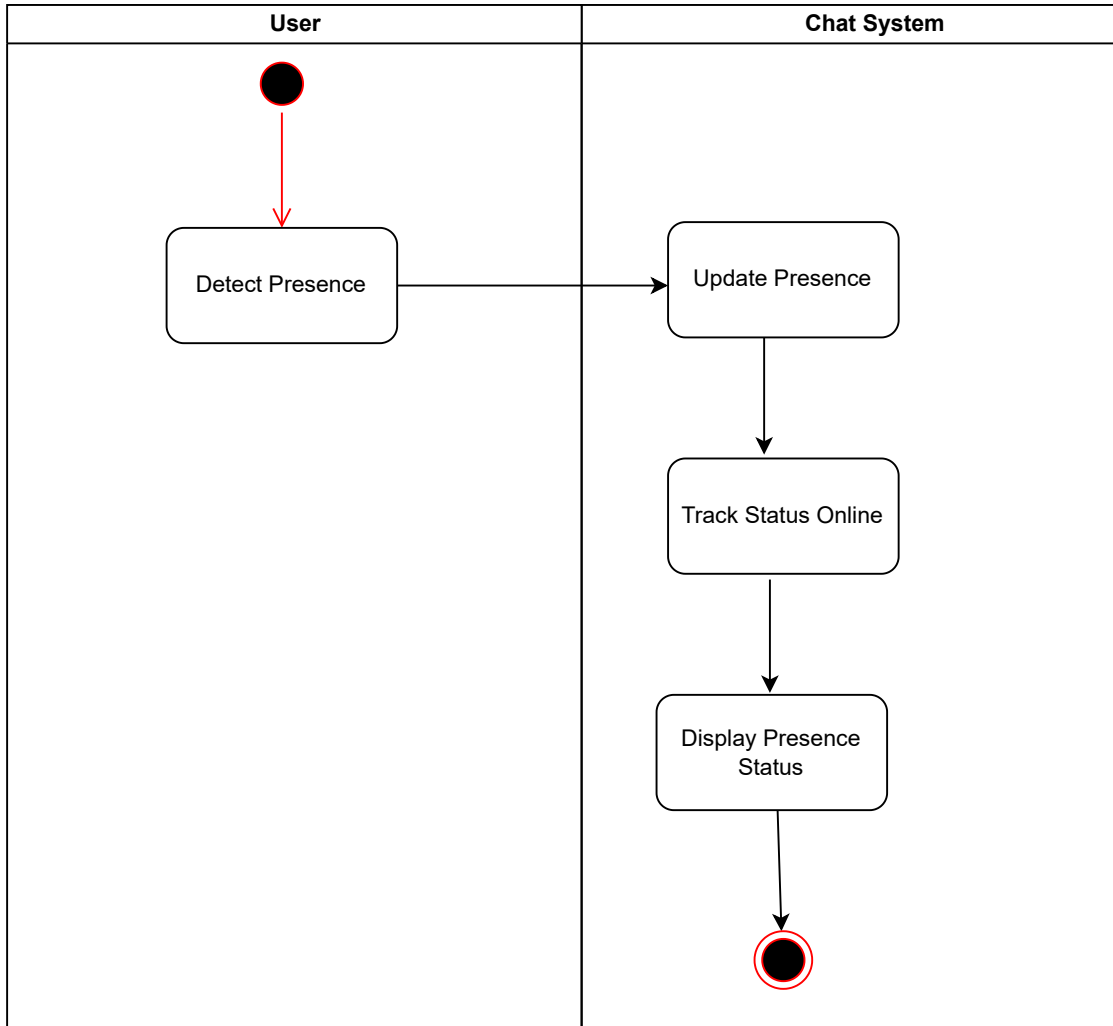 User
Chat System
Detect Presence
Update Presence
Track Status Online
Display Presence
Status